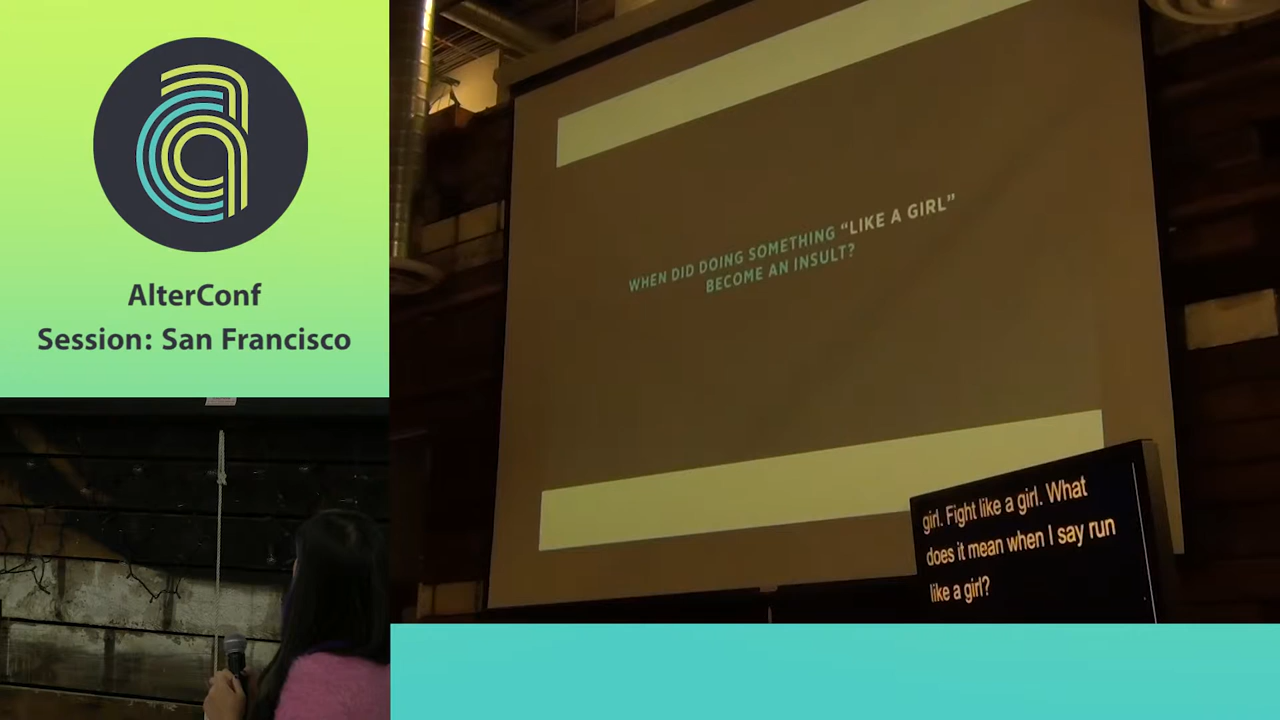 AlterConf
Session: San Francisco
WHEN DID DOING SOMETHING “LIKE A GIRL”
BECOME AN INSULT?
girl. Fight like a girl. What
does it mean when I say run
like a girl?